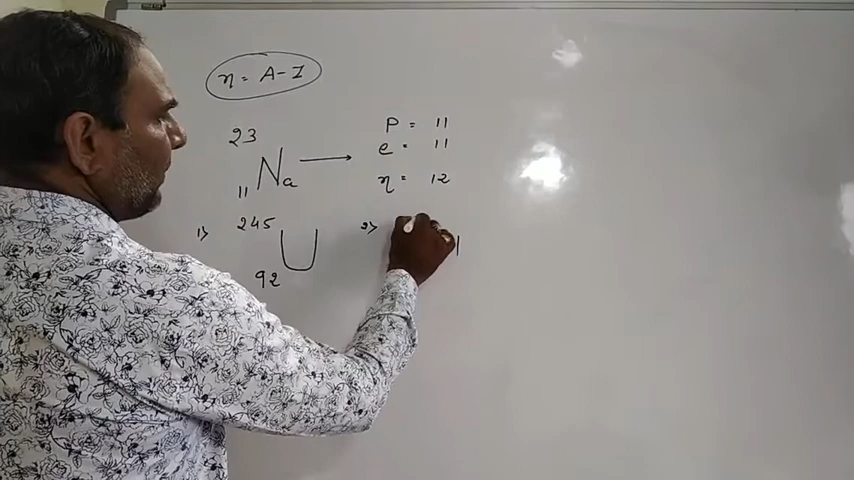 η = A - Z
23
11 Na → P = 11
e = 11
η = 12
1) 245
92 U
2)